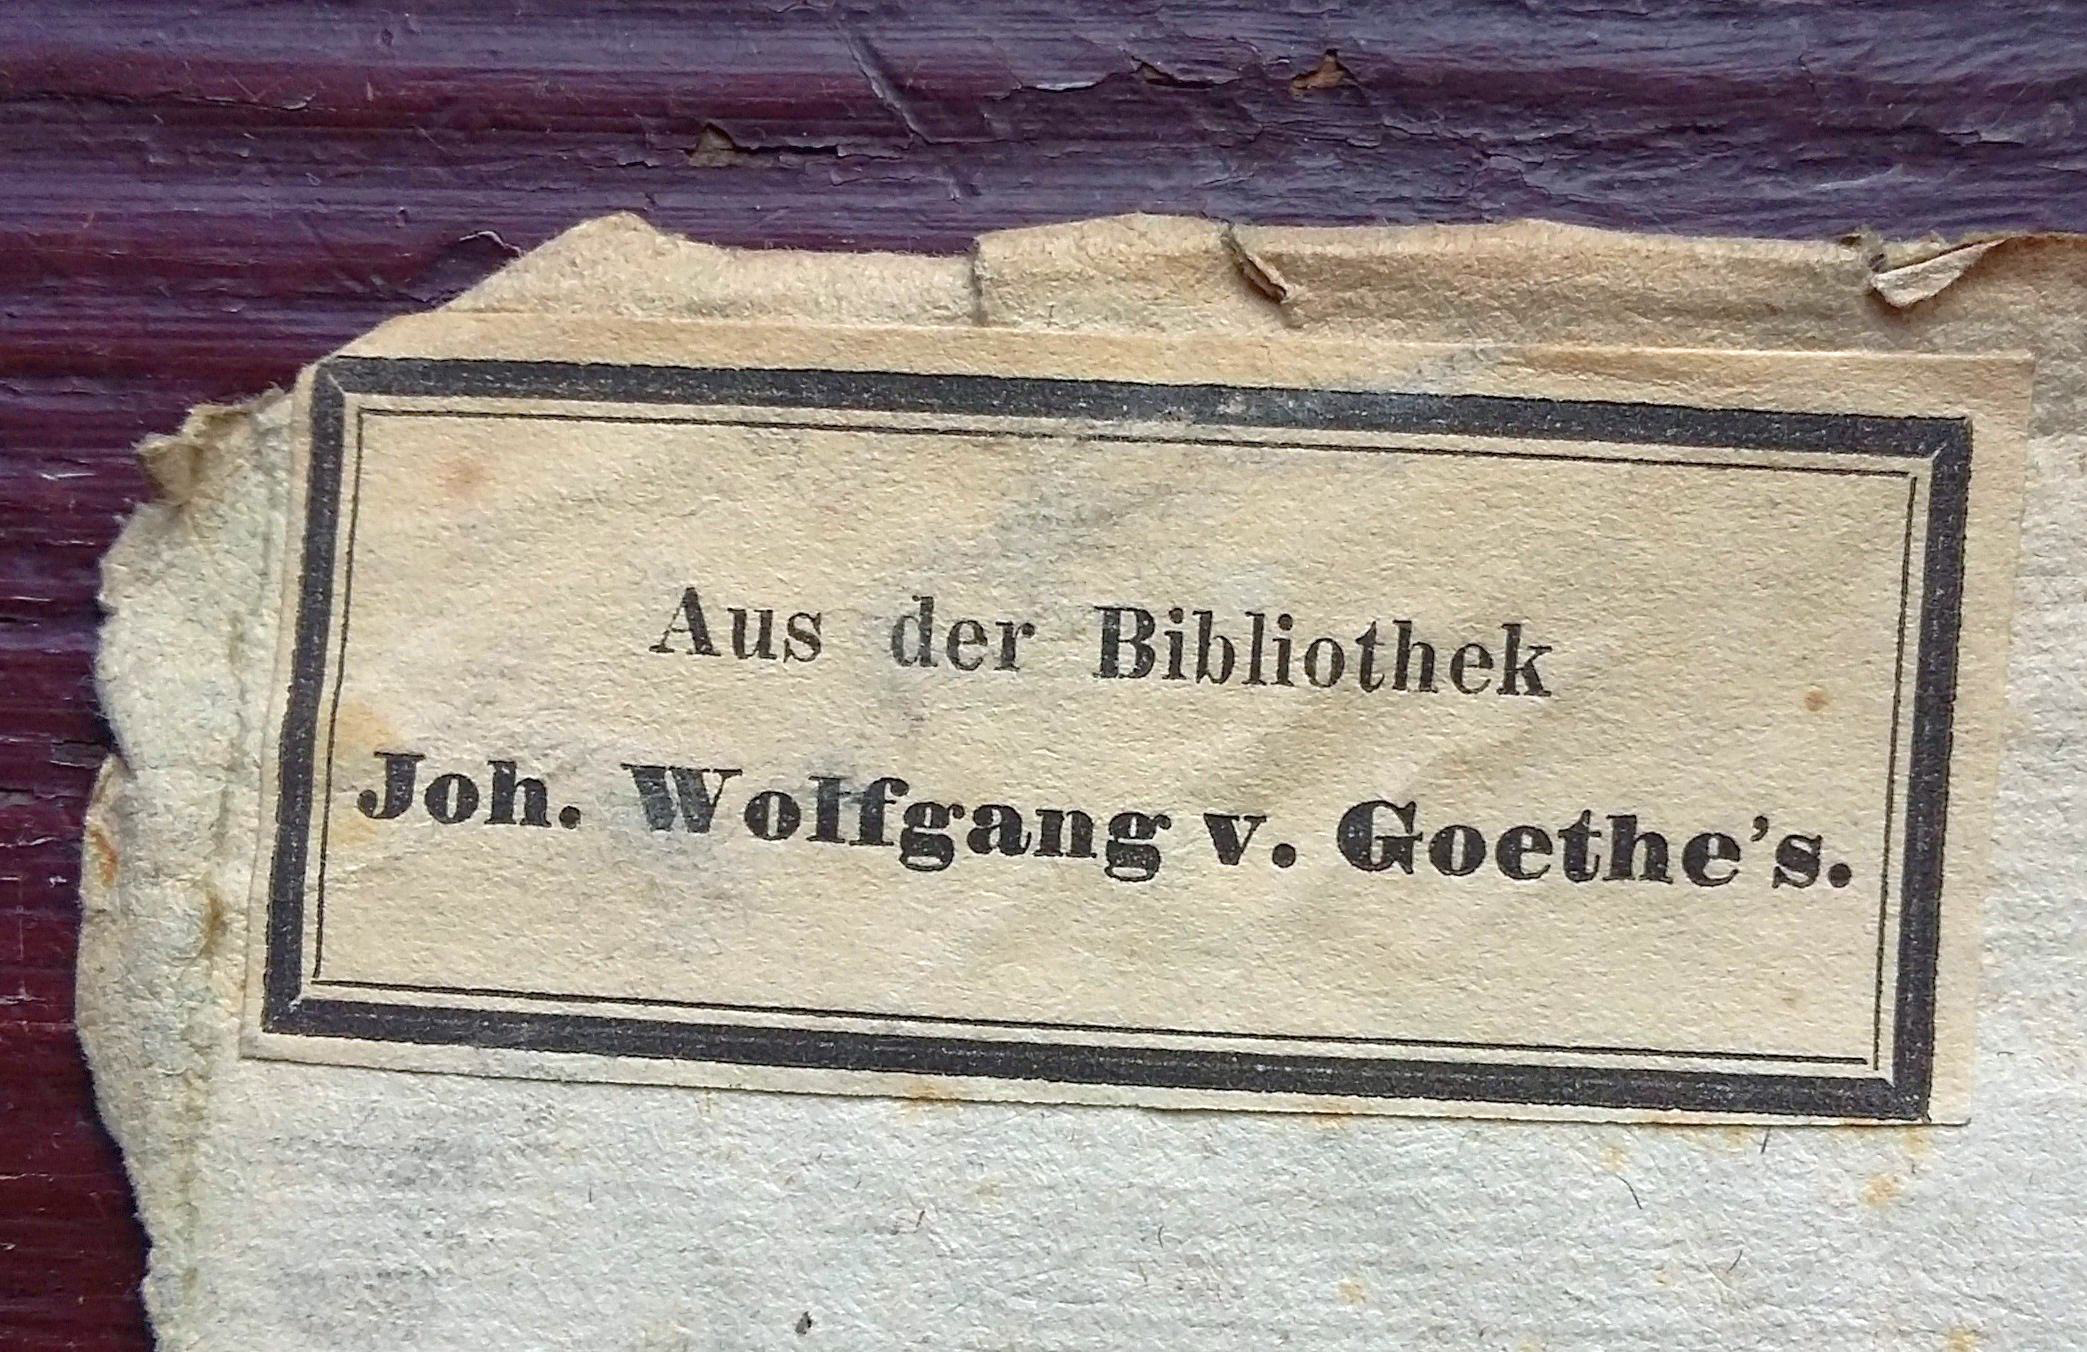 Aus der Bibliothek
Joh. Wolfgang v. Goethe's.